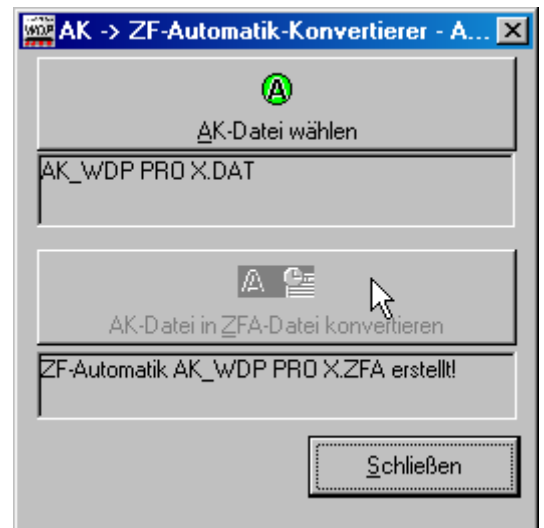 AK -> ZF-Automatik-Konvertierer - A...
AK-Datei wählen
AK_WDP PRO X.DAT
AK-Datei in ZFA-Datei konvertieren
ZF-Automatik AK_WDP PRO X.ZFA erstellt!
Schließen